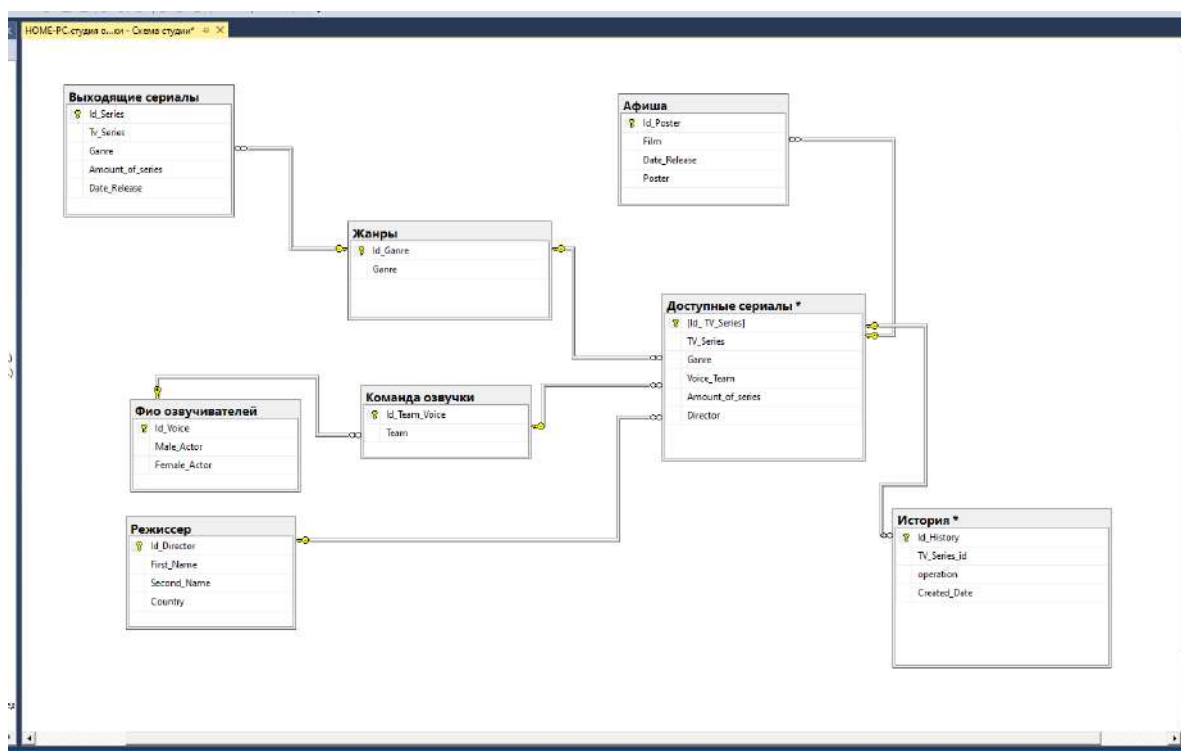 HOME-PC.студия о...ки - Схема студии*
Выходящие сериалы
Id_Series
Tv_Series
Ganre
Amount_of_series
Date_Release
Афиша
Id_Poster
Film
Date_Release
Poster
Жанры
Id_Ganre
Ganre
Доступные сериалы *
[Id_ TV_Series]
TV_Series
Ganre
Voice_Team
Amount_of_series
Director
Фио озвучивателей
Id_Voice
Male_Actor
Female_Actor
Команда озвучки
Id_Team_Voice
Team
Режиссер
Id_Director
First_Name
Second_Name
Country
История *
Id_History
TV_Series_id
operation
Created_Date